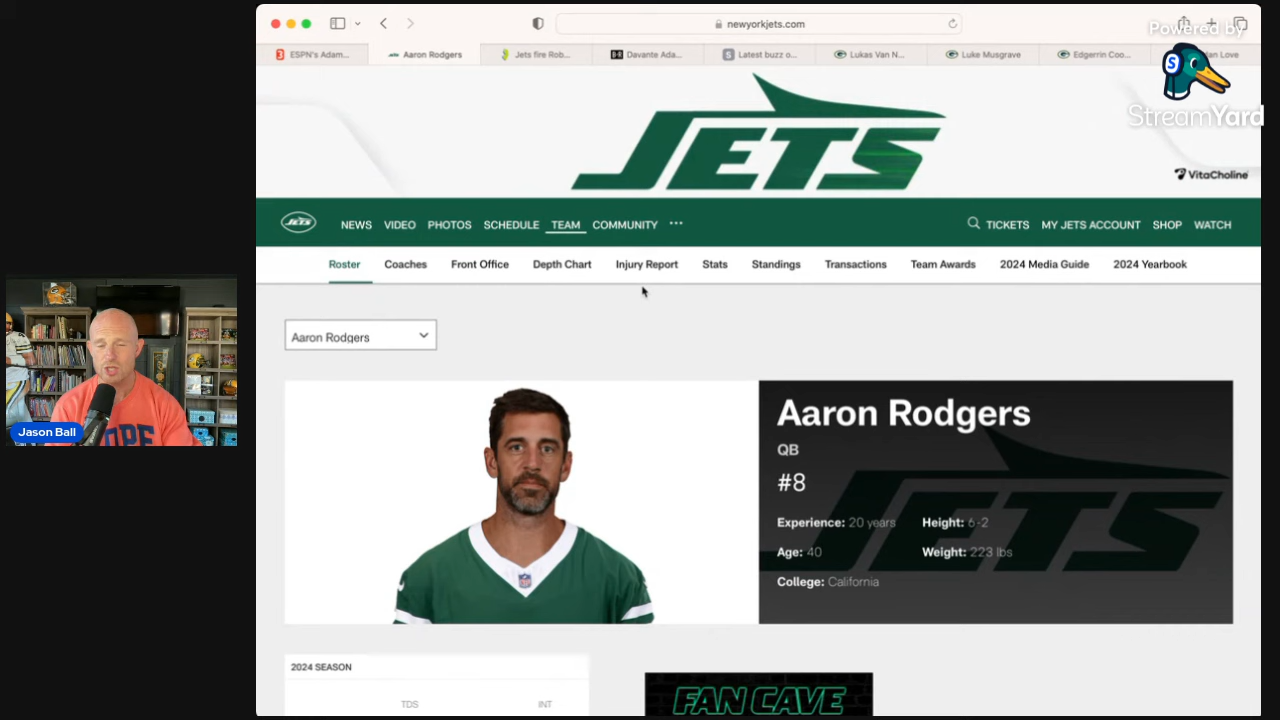 newyorkjets.com
Powered by
ESPN's Adam...
Aaron Rodgers
Jets fire Rob...
Davante Ada...
Latest buzz o...
Lukas Van N...
Luke Musgrave
Edgerrin Coo...
an Love
S
StreamYard
JETS
VitaCholine
JETS
NEWS VIDEO PHOTOS SCHEDULE TEAM COMMUNITY ••• TICKETS MY JETS ACCOUNT SHOP WATCH
Roster Coaches Front Office Depth Chart Injury Report Stats Standings Transactions Team Awards 2024 Media Guide 2024 Yearbook
Aaron Rodgers
Aaron Rodgers
QB
#8
JETS
Experience: 20 years Height: 6-2
Age: 40 Weight: 223 lbs
College: California
Jason Ball
2024 SEASON
TDS INT
FAN CAVE